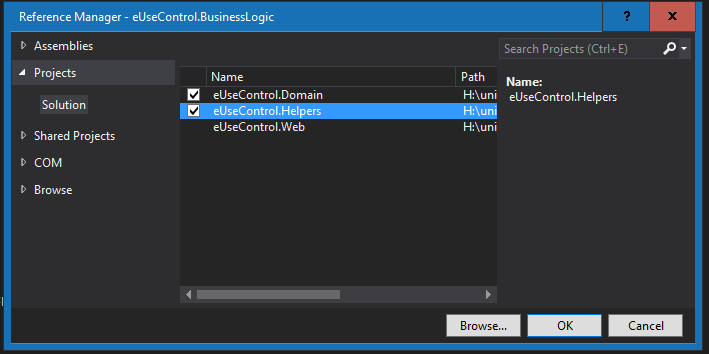 Reference Manager - eUseControl.BusinessLogic
?
X
Assemblies
Projects
Solution
Shared Projects
COM
Browse
Name
Path
eUseControl.Domain
H:\uni
eUseControl.Helpers
H:\uni
eUseControl.Web
H:\uni
Search Projects (Ctrl+E)
Name:
eUseControl.Helpers
Browse...
OK
Cancel